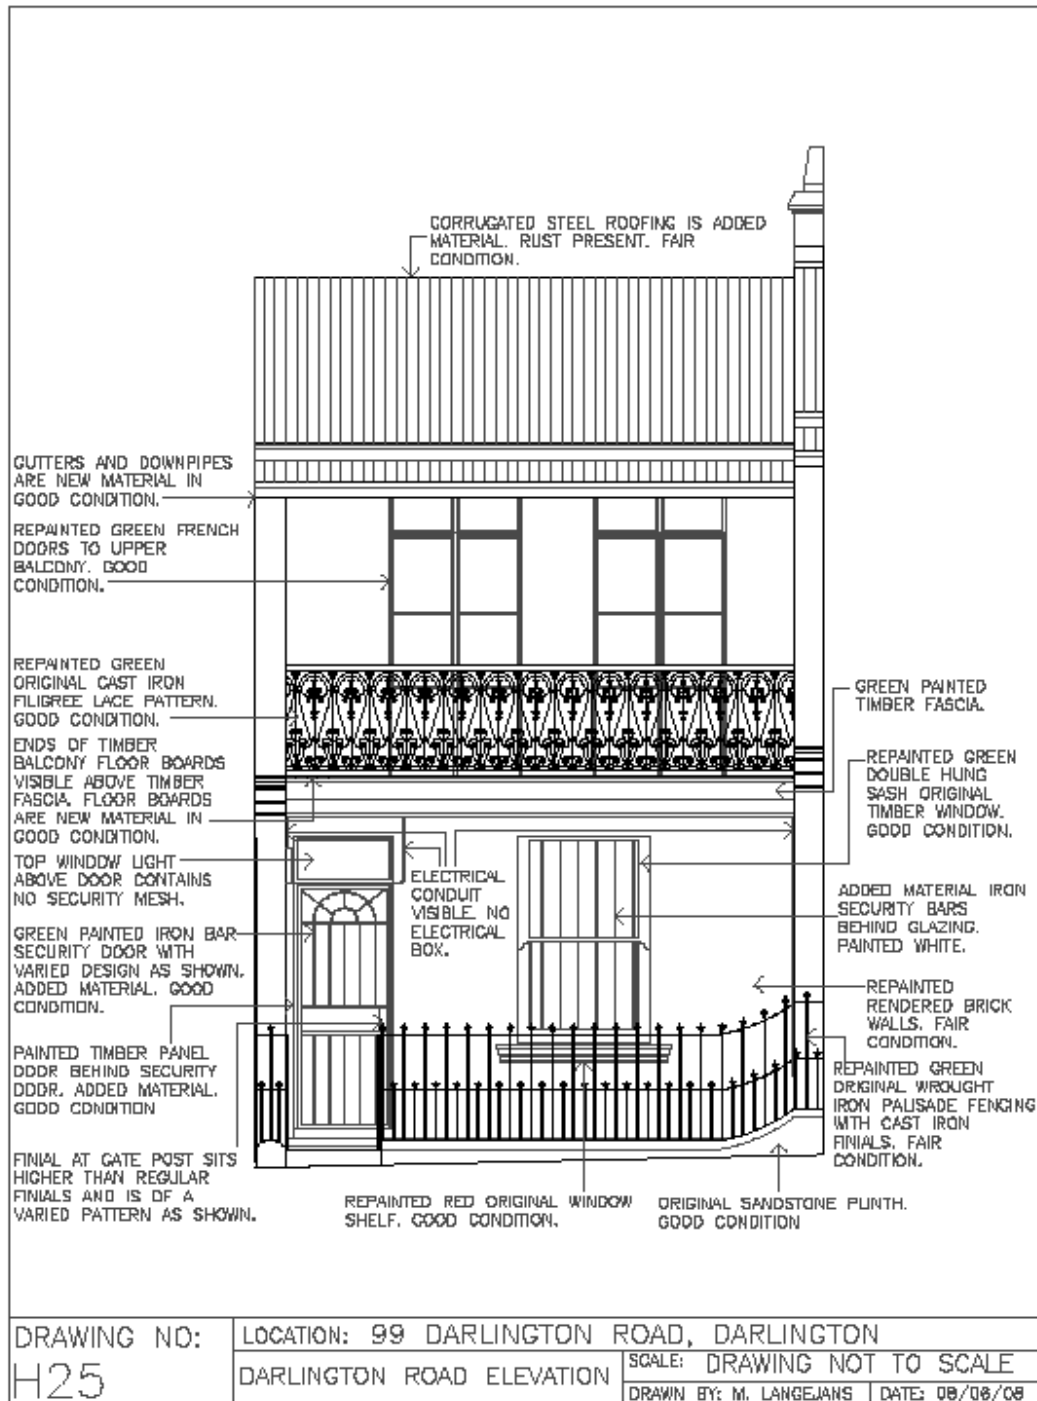 CORRUGATED STEEL ROOFING IS ADDED
MATERIAL. RUST PRESENT. FAIR
CONDITION.
GUTTERS AND DOWNPIPES
ARE NEW MATERIAL IN
GOOD CONDITION.
REPAINTED GREEN FRENCH
DOORS TO UPPER
BALCONY. GOOD
CONDITION.
REPAINTED GREEN
ORIGINAL CAST IRON
FILIGREE LACE PATTERN.
GOOD CONDITION.
ENDS OF TIMBER
BALCONY FLOOR BOARDS
VISIBLE ABOVE TIMBER
FASCIA. FLOOR BOARDS
ARE NEW MATERIAL IN
GOOD CONDITION.
TOP WINDOW LIGHT
ABOVE DOOR CONTAINS
NO SECURITY MESH.
GREEN PAINTED IRON BAR
SECURITY DOOR WITH
VARIED DESIGN AS SHOWN.
ADDED MATERIAL. GOOD
CONDITION.
PAINTED TIMBER PANEL
DOOR BEHIND SECURITY
DOOR. ADDED MATERIAL.
GOOD CONDITION
FINIAL AT GATE POST SITS
HIGHER THAN REGULAR
FINIALS AND IS OF A
VARIED PATTERN AS SHOWN.
ELECTRICAL
CONDUIT
VISIBLE. NO
ELECTRICAL
BOX.
GREEN PAINTED
TIMBER FASCIA.
REPAINTED GREEN
DOUBLE HUNG
SASH ORIGINAL
TIMBER WINDOW.
GOOD CONDITION.
ADDED MATERIAL IRON
SECURITY BARS
BEHIND GLAZING.
PAINTED WHITE.
REPAINTED
RENDERED BRICK
WALLS. FAIR
CONDITION.
REPAINTED GREEN
ORIGINAL WROUGHT
IRON PALISADE FENCING
WITH CAST IRON
FINIALS. FAIR
CONDITION.
REPAINTED RED ORIGINAL WINDOW
SHELF. GOOD CONDITION.
ORIGINAL SANDSTONE PLINTH.
GOOD CONDITION
DRAWING NO:
H25
LOCATION: 99 DARLINGTON ROAD, DARLINGTON
DARLINGTON ROAD ELEVATION
SCALE: DRAWING NOT TO SCALE
DRAWN BY: M. LANGEJANS
DATE: 08/06/08